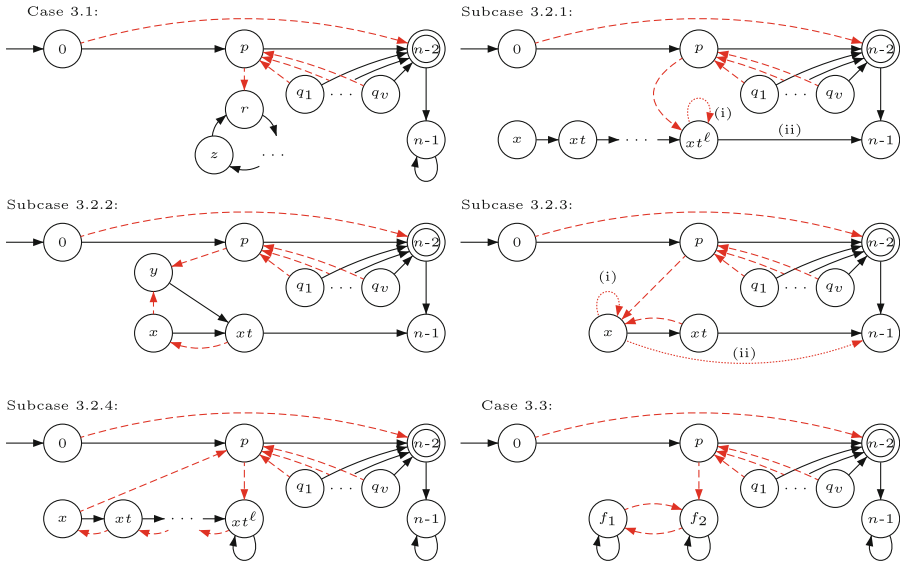 Case 3.1:
0
p
n-2
r
q₁ ··· qᵥ
z
···
n-1
Subcase 3.2.1:
0
p
n-2
q₁ ··· qᵥ
(i)
(ii)
x
xt
···
xtℓ
n-1
Subcase 3.2.2:
0
p
n-2
y
q₁ ··· qᵥ
x
xt
n-1
Subcase 3.2.3:
0
p
n-2
(i)
q₁ ··· qᵥ
x
xt
n-1
(ii)
Subcase 3.2.4:
0
p
n-2
q₁ ··· qᵥ
x
xt
···
xtℓ
n-1
Case 3.3:
0
p
n-2
q₁ ··· qᵥ
f₁
f₂
n-1